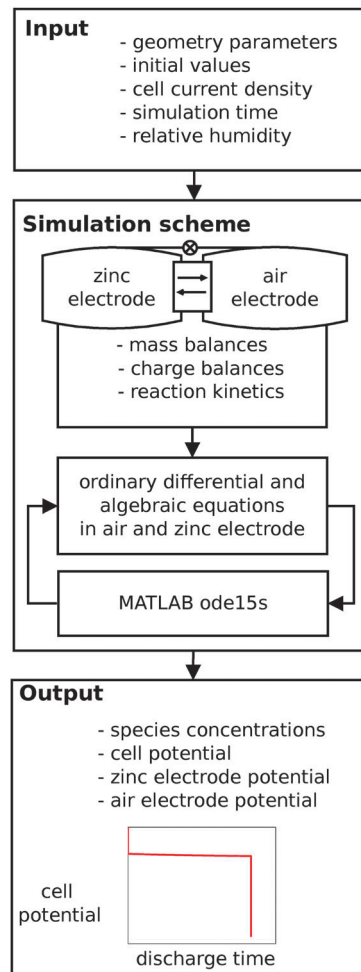 Input
- geometry parameters
- initial values
- cell current density
- simulation time
- relative humidity
Simulation scheme
zinc
electrode
air
electrode
- mass balances
- charge balances
- reaction kinetics
ordinary differential and
algebraic equations
in air and zinc electrode
MATLAB ode15s
Output
- species concentrations
- cell potential
- zinc electrode potential
- air electrode potential
cell
potential
discharge time